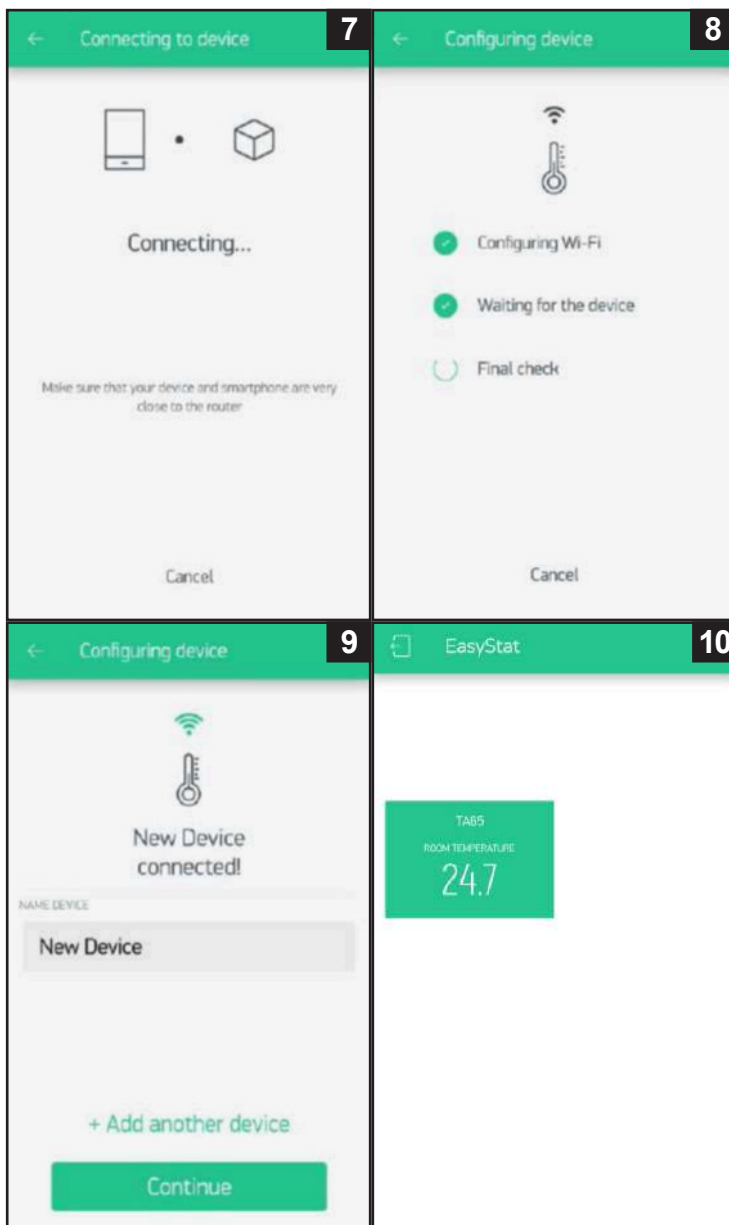 Connecting to device
7
Connecting...
Make sure that your device and smartphone are very
close to the router
Cancel
Configuring device
8
Configuring Wi-Fi
Waiting for the device
Final check
Cancel
Configuring device
9
New Device
connected!
NAME DEVICE
New Device
+ Add another device
Continue
EasyStat
10
TA65
ROOM TEMPERATURE
24.7